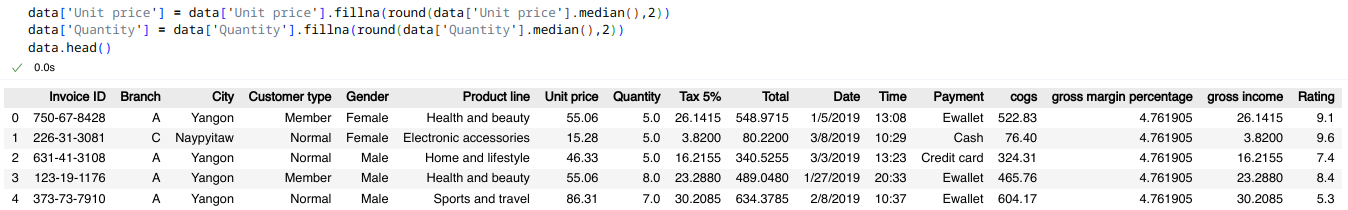 data['Unit price'] = data['Unit price'].fillna(round(data['Unit price'].median(),2))
data['Quantity'] = data['Quantity'].fillna(round(data['Quantity'].median(),2))
data.head()
0.0s
Invoice ID Branch City Customer type Gender Product line Unit price Quantity Tax 5% Total Date Time Payment cogs gross margin percentage gross income Rating
0 750-67-8428 A Yangon Member Female Health and beauty 55.06 5.0 26.1415 548.9715 1/5/2019 13:08 Ewallet 522.83 4.761905 26.1415 9.1
1 226-31-3081 C Naypyitaw Normal Female Electronic accessories 15.28 5.0 3.8200 80.2200 3/8/2019 10:29 Cash 76.40 4.761905 3.8200 9.6
2 631-41-3108 A Yangon Normal Male Home and lifestyle 46.33 5.0 16.2155 340.5255 3/3/2019 13:23 Credit card 324.31 4.761905 16.2155 7.4
3 123-19-1176 A Yangon Member Male Health and beauty 55.06 8.0 23.2880 489.0480 1/27/2019 20:33 Ewallet 465.76 4.761905 23.2880 8.4
4 373-73-7910 A Yangon Normal Male Sports and travel 86.31 7.0 30.2085 634.3785 2/8/2019 10:37 Ewallet 604.17 4.761905 30.2085 5.3